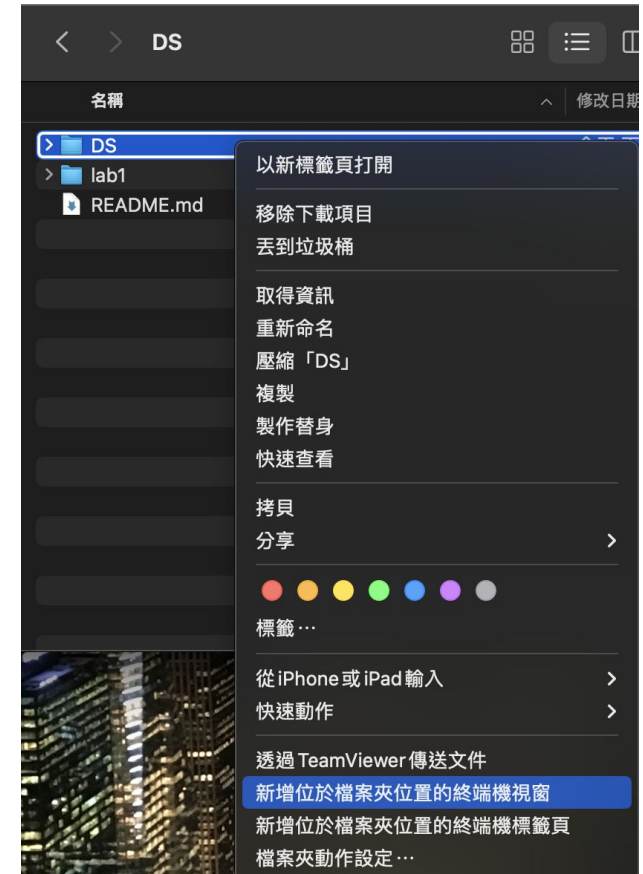 DS
名稱
修改日期
DS
lab1
README.md
以新標籤頁打開
移除下載項目
丟到垃圾桶
取得資訊
重新命名
壓縮「DS」
複製
製作替身
快速查看
拷貝
分享
標籤⋯
從 iPhone 或 iPad 輸入
快速動作
透過 TeamViewer 傳送文件
新增位於檔案夾位置的終端機視窗
新增位於檔案夾位置的終端機標籤頁
檔案夾動作設定⋯